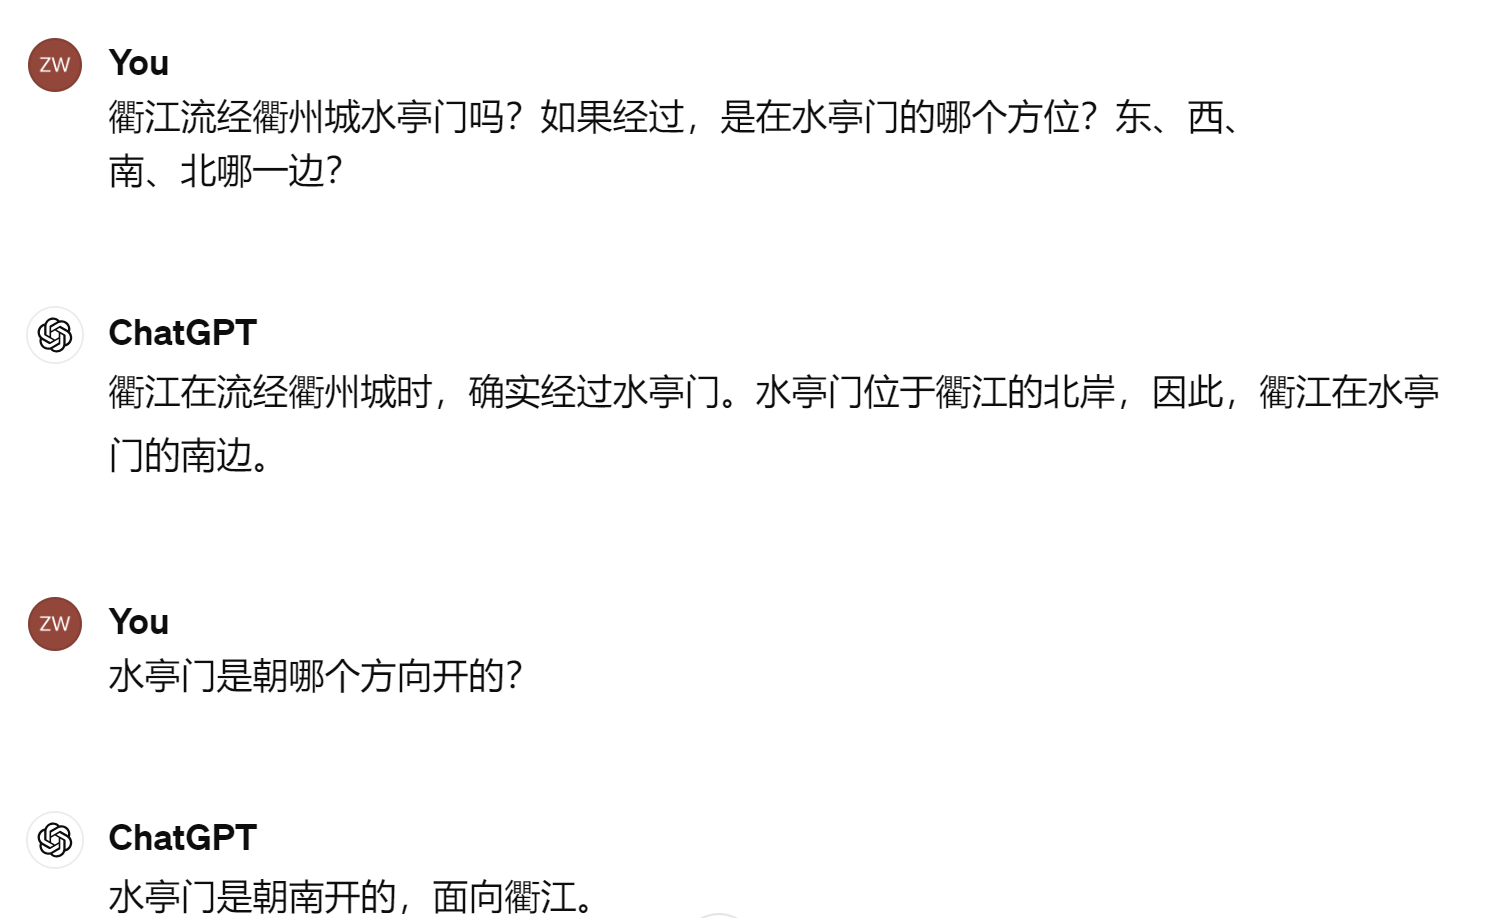 ZW
You
衢江流经衢州城水亭门吗？如果经过，是在水亭门的哪个方位？东、西、
南、北哪一边？
ChatGPT
衢江在流经衢州城时，确实经过水亭门。水亭门位于衢江的北岸，因此，衢江在水亭
门的南边。
ZW
You
水亭门是朝哪个方向开的？
ChatGPT
水亭门是朝南开的，面向衢江。